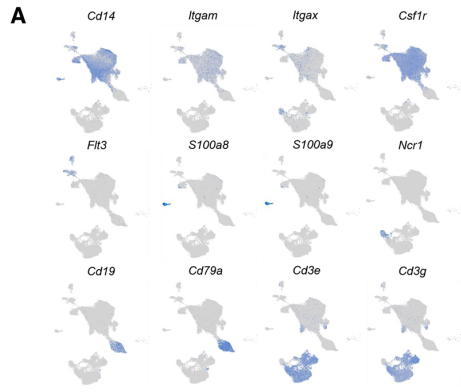 A
Cd14 Itgam Itgax Csf1r
Flt3 S100a8 S100a9 Ncr1
Cd19 Cd79a Cd3e Cd3g